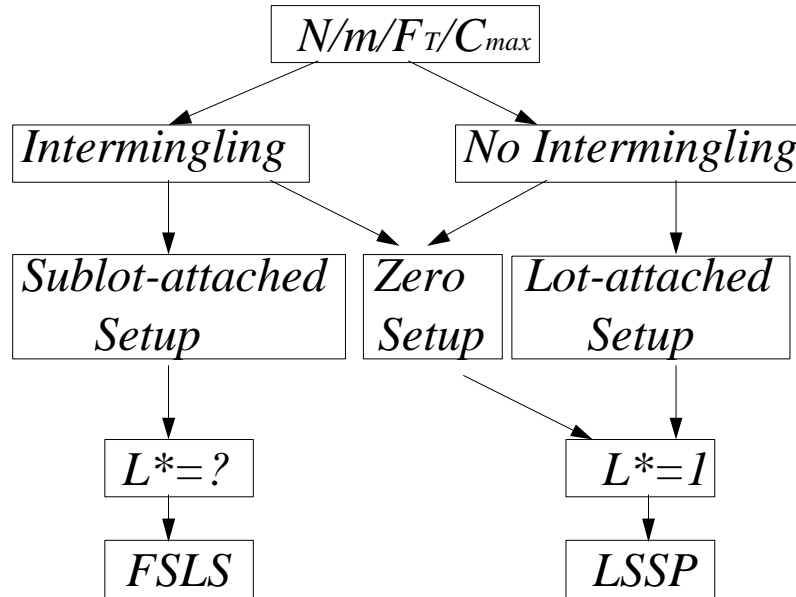 N/m/F_T/C_max
Intermingling
No Intermingling
Sublot-attached
Setup
Zero
Setup
Lot-attached
Setup
L*=?
L*=1
FSLS
LSSP